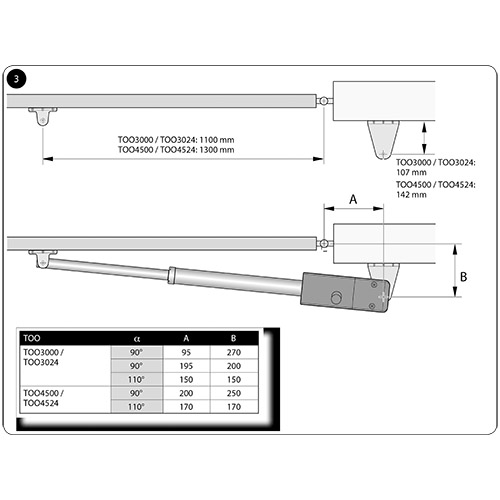 3
TOO3000 / TOO3024: 1100 mm
TOO4500 / TOO4524: 1300 mm
TOO3000 / TOO3024:
107 mm
TOO4500 / TOO4524:
142 mm
A
B
TOO α A B
TOO3000 / TOO3024 90° 95 270
90° 195 200
110° 150 150
TOO4500 / TOO4524 90° 200 250
110° 170 170